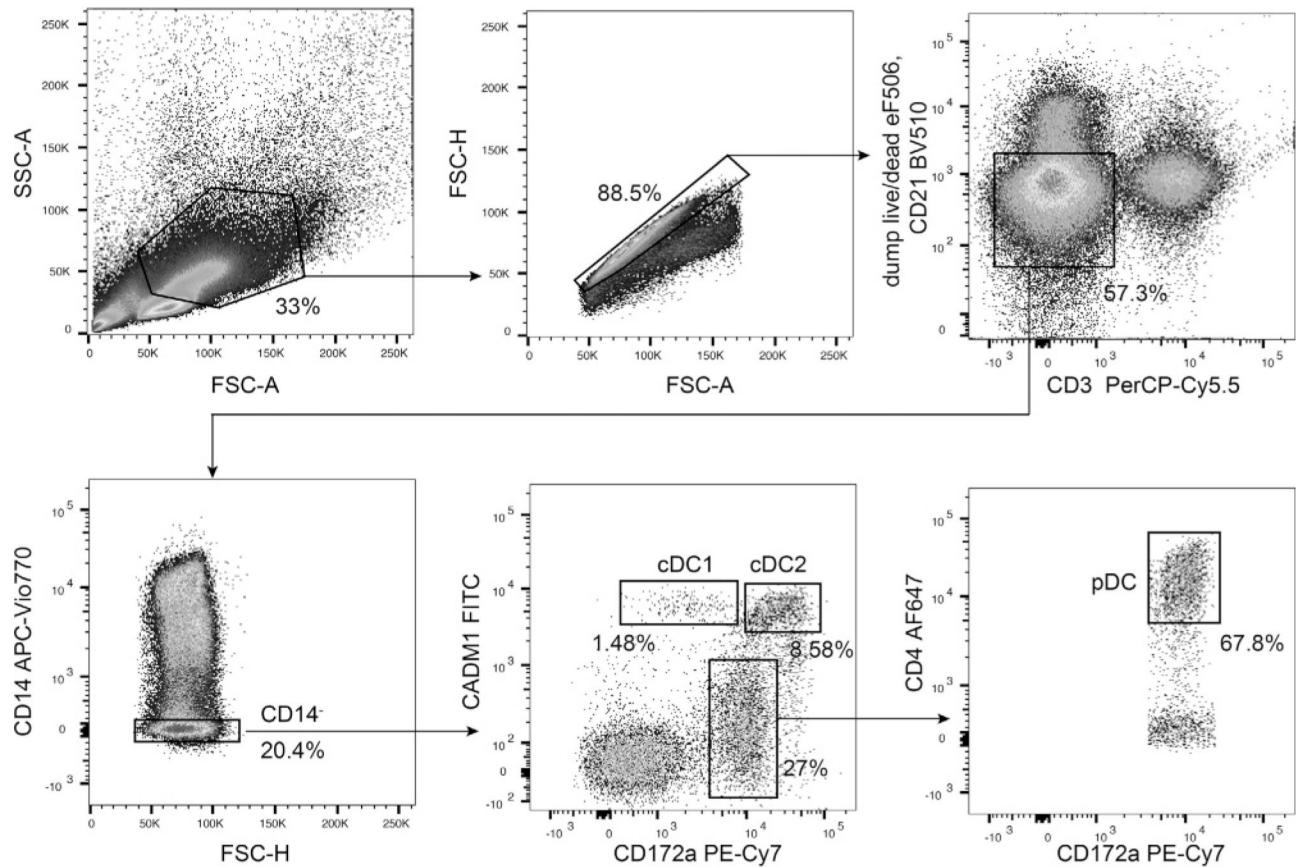 SSC-A
250K
200K
150K
100K
50K
0
33%
0 50K 100K 150K 200K 250K
FSC-A
FSC-H
250K
200K
150K
100K
50K
0
88.5%
0 50K 100K 150K 200K 250K
FSC-A
dump live/dead eF506,
CD21 BV510
10^5
10^4
10^3
10^2
0
57.3%
-10^3 0 10^3 10^4 10^5
CD3 PerCP-Cy5.5
CD14 APC-Vio770
10^5
10^4
10^3
0
-10^3
CD14^-
20.4%
0 50K 100K 150K 200K 250K
FSC-H
CADM1 FITC
10^5
10^4
10^3
10^2
0
-10^2
cDC1 cDC2
1.48% 8.58%
27%
-10^3 0 10^3 10^4 10^5
CD172a PE-Cy7
CD4 AF647
10^5
10^4
10^3
0
-10^3
pDC
67.8%
-10^3 0 10^3 10^4 10^5
CD172a PE-Cy7